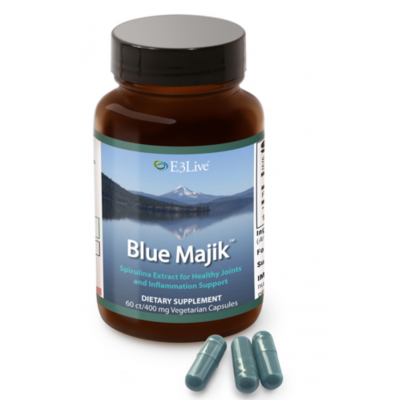 E3Live®
Blue Majik™
Spirulina Extract for Healthy Joints
and Inflammation Support
DIETARY SUPPLEMENT
60 ct/400 mg Vegetarian Capsules